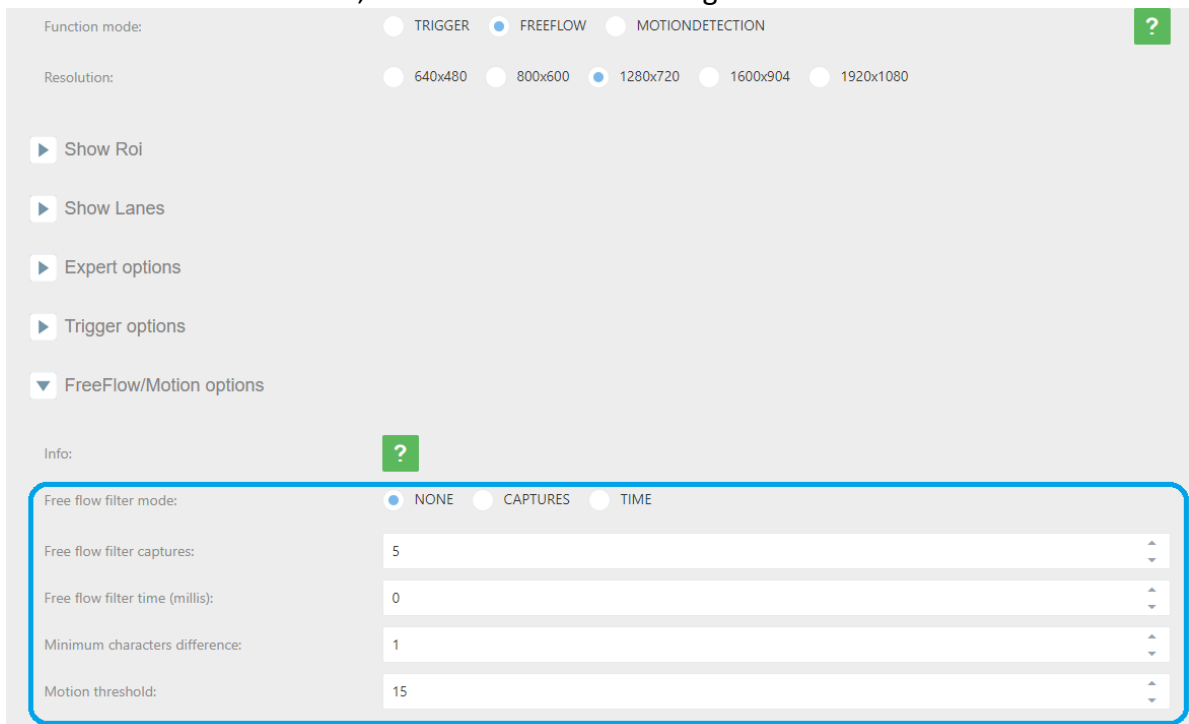 Function mode: TRIGGER FREEFLOW MOTIONDETECTION ?
Resolution: 640x480 800x600 1280x720 1600x904 1920x1080
Show Roi
Show Lanes
Expert options
Trigger options
FreeFlow/Motion options
Info: ?
Free flow filter mode: NONE CAPTURES TIME
Free flow filter captures: 5
Free flow filter time (millis): 0
Minimum characters difference: 1
Motion threshold: 15